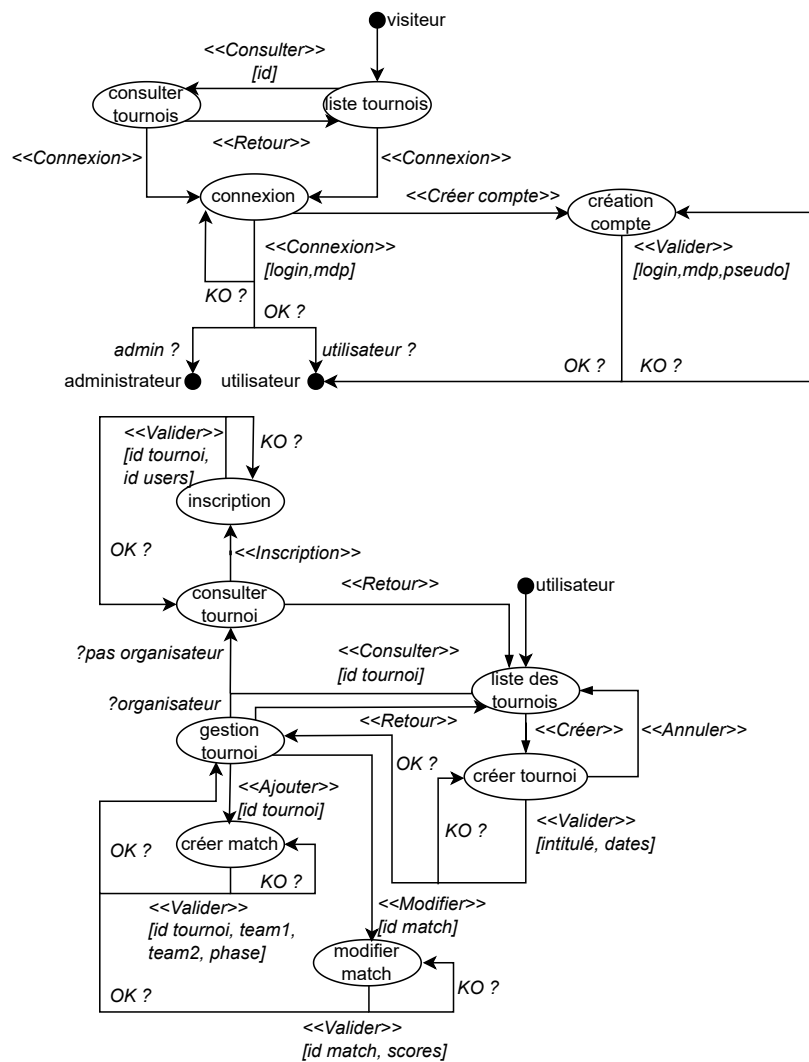 visiteur
<<Consulter>>
[id]
consulter
tournois
liste tournois
<<Retour>>
<<Connexion>>
<<Connexion>>
connexion
<<Créer compte>>
création
compte
<<Connexion>>
[login,mdp]
<<Valider>>
[login,mdp,pseudo]
KO ?
OK ?
admin ?
utilisateur ?
OK ?
KO ?
administrateur
utilisateur
<<Valider>>
[id tournoi,
id users]
KO ?
inscription
OK ?
<<Inscription>>
consulter
tournoi
<<Retour>>
utilisateur
?pas organisateur
<<Consulter>>
[id tournoi]
liste des
tournois
?organisateur
gestion
tournoi
<<Retour>>
<<Créer>>
<<Annuler>>
OK ?
créer tournoi
<<Ajouter>>
[id tournoi]
KO ?
<<Valider>>
[intitulé, dates]
OK ?
créer match
KO ?
<<Valider>>
[id tournoi, team1,
team2, phase]
<<Modifier>>
[id match]
modifier
match
OK ?
KO ?
<<Valider>>
[id match, scores]